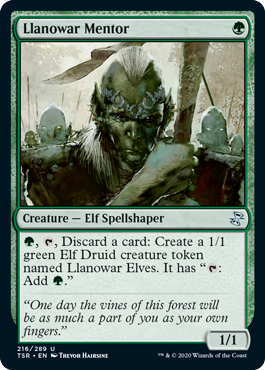 Llanowar Mentor
Creature — Elf Spellshaper
, , Discard a card: Create a 1/1
green Elf Druid creature token
named Llanowar Elves. It has “:
Add .”
“One day the vines of this forest will
be as much a part of you as your own
fingers.”
1/1
216/289 U
TSR • EN Trevor Hairsine
™ & © 2020 Wizards of the Coast